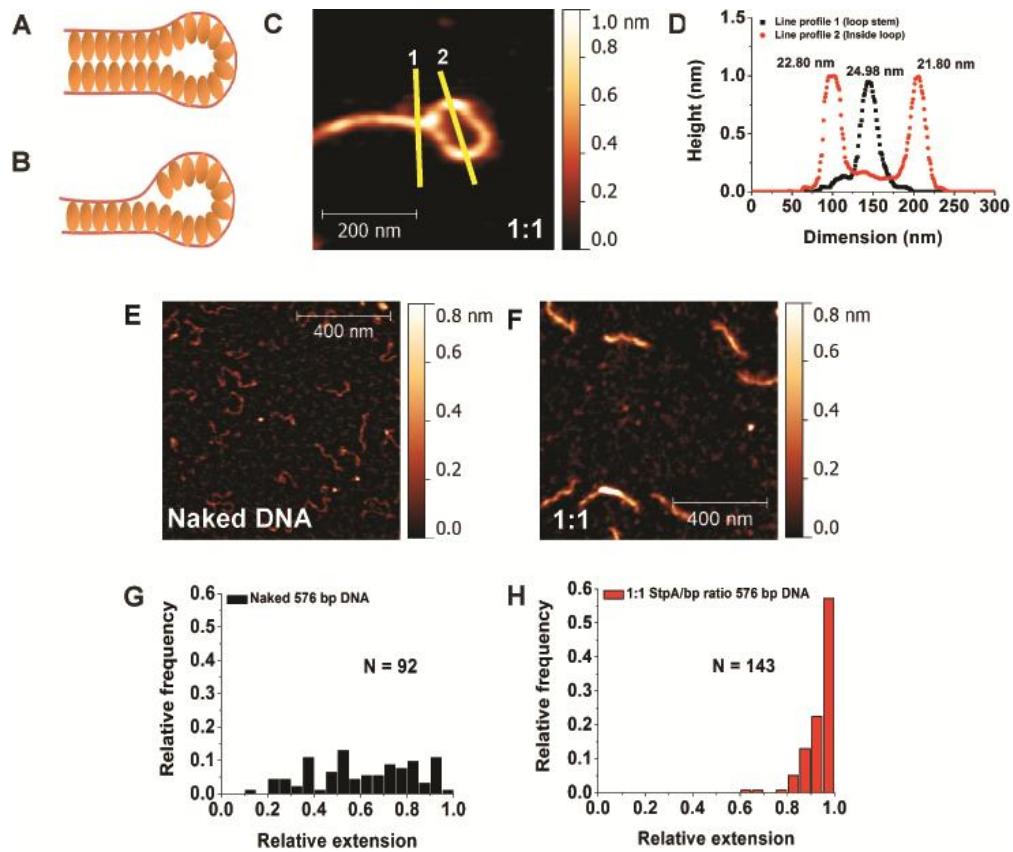 A
B
C
1 2
200 nm
1:1
1.0 nm
0.8
0.6
0.4
0.2
0.0
D
Line profile 1 (loop stem)
Line profile 2 (Inside loop)
22.80 nm
24.98 nm
21.80 nm
Height (nm)
1.5
1.0
0.5
0.0
0 50 100 150 200 250 300
Dimension (nm)
E
400 nm
Naked DNA
0.8 nm
0.6
0.4
0.2
0.0
F
1:1
400 nm
0.8 nm
0.6
0.4
0.2
0.0
G
Naked 576 bp DNA
N = 92
Relative frequency
0.6
0.5
0.4
0.3
0.2
0.1
0.0
0.0 0.2 0.4 0.6 0.8 1.0
Relative extension
H
1:1 StpA/bp ratio 576 bp DNA
N = 143
Relative frequency
0.6
0.5
0.4
0.3
0.2
0.1
0.0
0.0 0.2 0.4 0.6 0.8 1.0
Relative extension